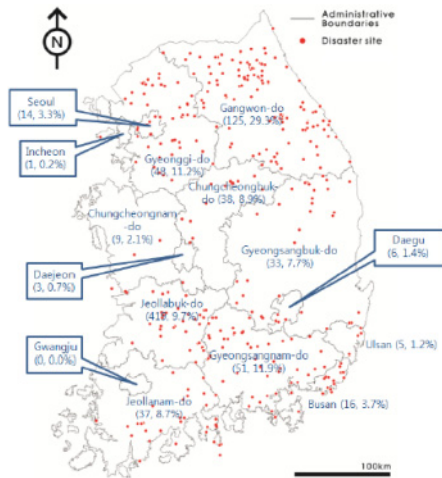 N
Administrative
Boundaries
Disaster site
Seoul
(14, 3.3%)
Gangwon-do
(125, 29.3%)
Incheon
(1, 0.2%)
Gyeonggi-do
(48, 11.2%)
Chungcheongbuk-
do (38, 8.9%)
Chungcheongnam-
do
(9, 2.1%)
Gyeongsangbuk-do
(33, 7.7%)
Daegu
(6, 1.4%)
Daejeon
(3, 0.7%)
Jeollabuk-do
(418, 9.7%)
Gwangju
(0, 0.0%)
Gyeongsangnam-do
(51, 11.9%)
Ulsan (5, 1.2%)
Jeollanam-do
(37, 8.7%)
Busan (16, 3.7%)
100km